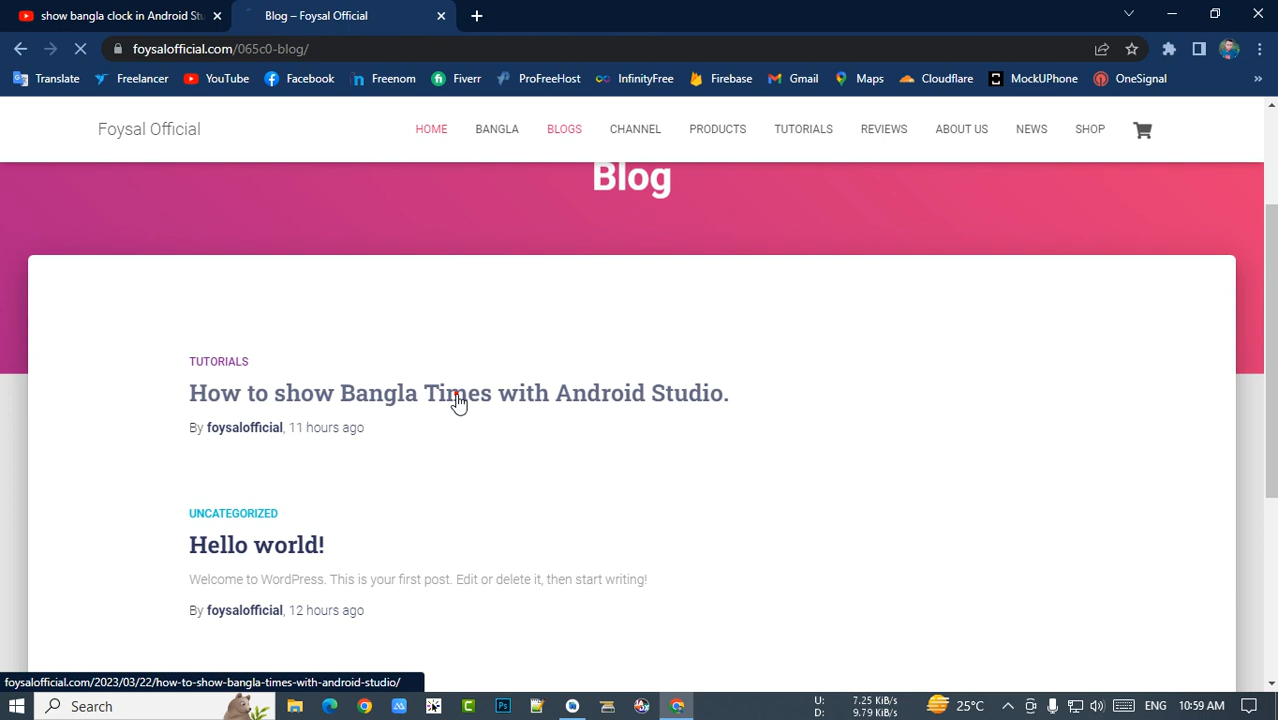 show bangla clock in Android Stu
Blog – Foysal Official
foysalofficial.com/065c0-blog/
Translate Freelancer YouTube Facebook Freenom Fiverr ProFreeHost InfinityFree Firebase Gmail Maps Cloudflare MockUPhone OneSignal »
Foysal Official
HOME BANGLA BLOGS CHANNEL PRODUCTS TUTORIALS REVIEWS ABOUT US NEWS SHOP
Blog
TUTORIALS
How to show Bangla Times with Android Studio.
By foysalofficial, 11 hours ago
UNCATEGORIZED
Hello world!
Welcome to WordPress. This is your first post. Edit or delete it, then start writing!
By foysalofficial, 12 hours ago
foysalofficial.com/2023/03/22/how-to-show-bangla-times-with-android-studio/
Search
U: 7.25 KiB/s
D: 9.79 KiB/s
25°C
ENG
10:59 AM